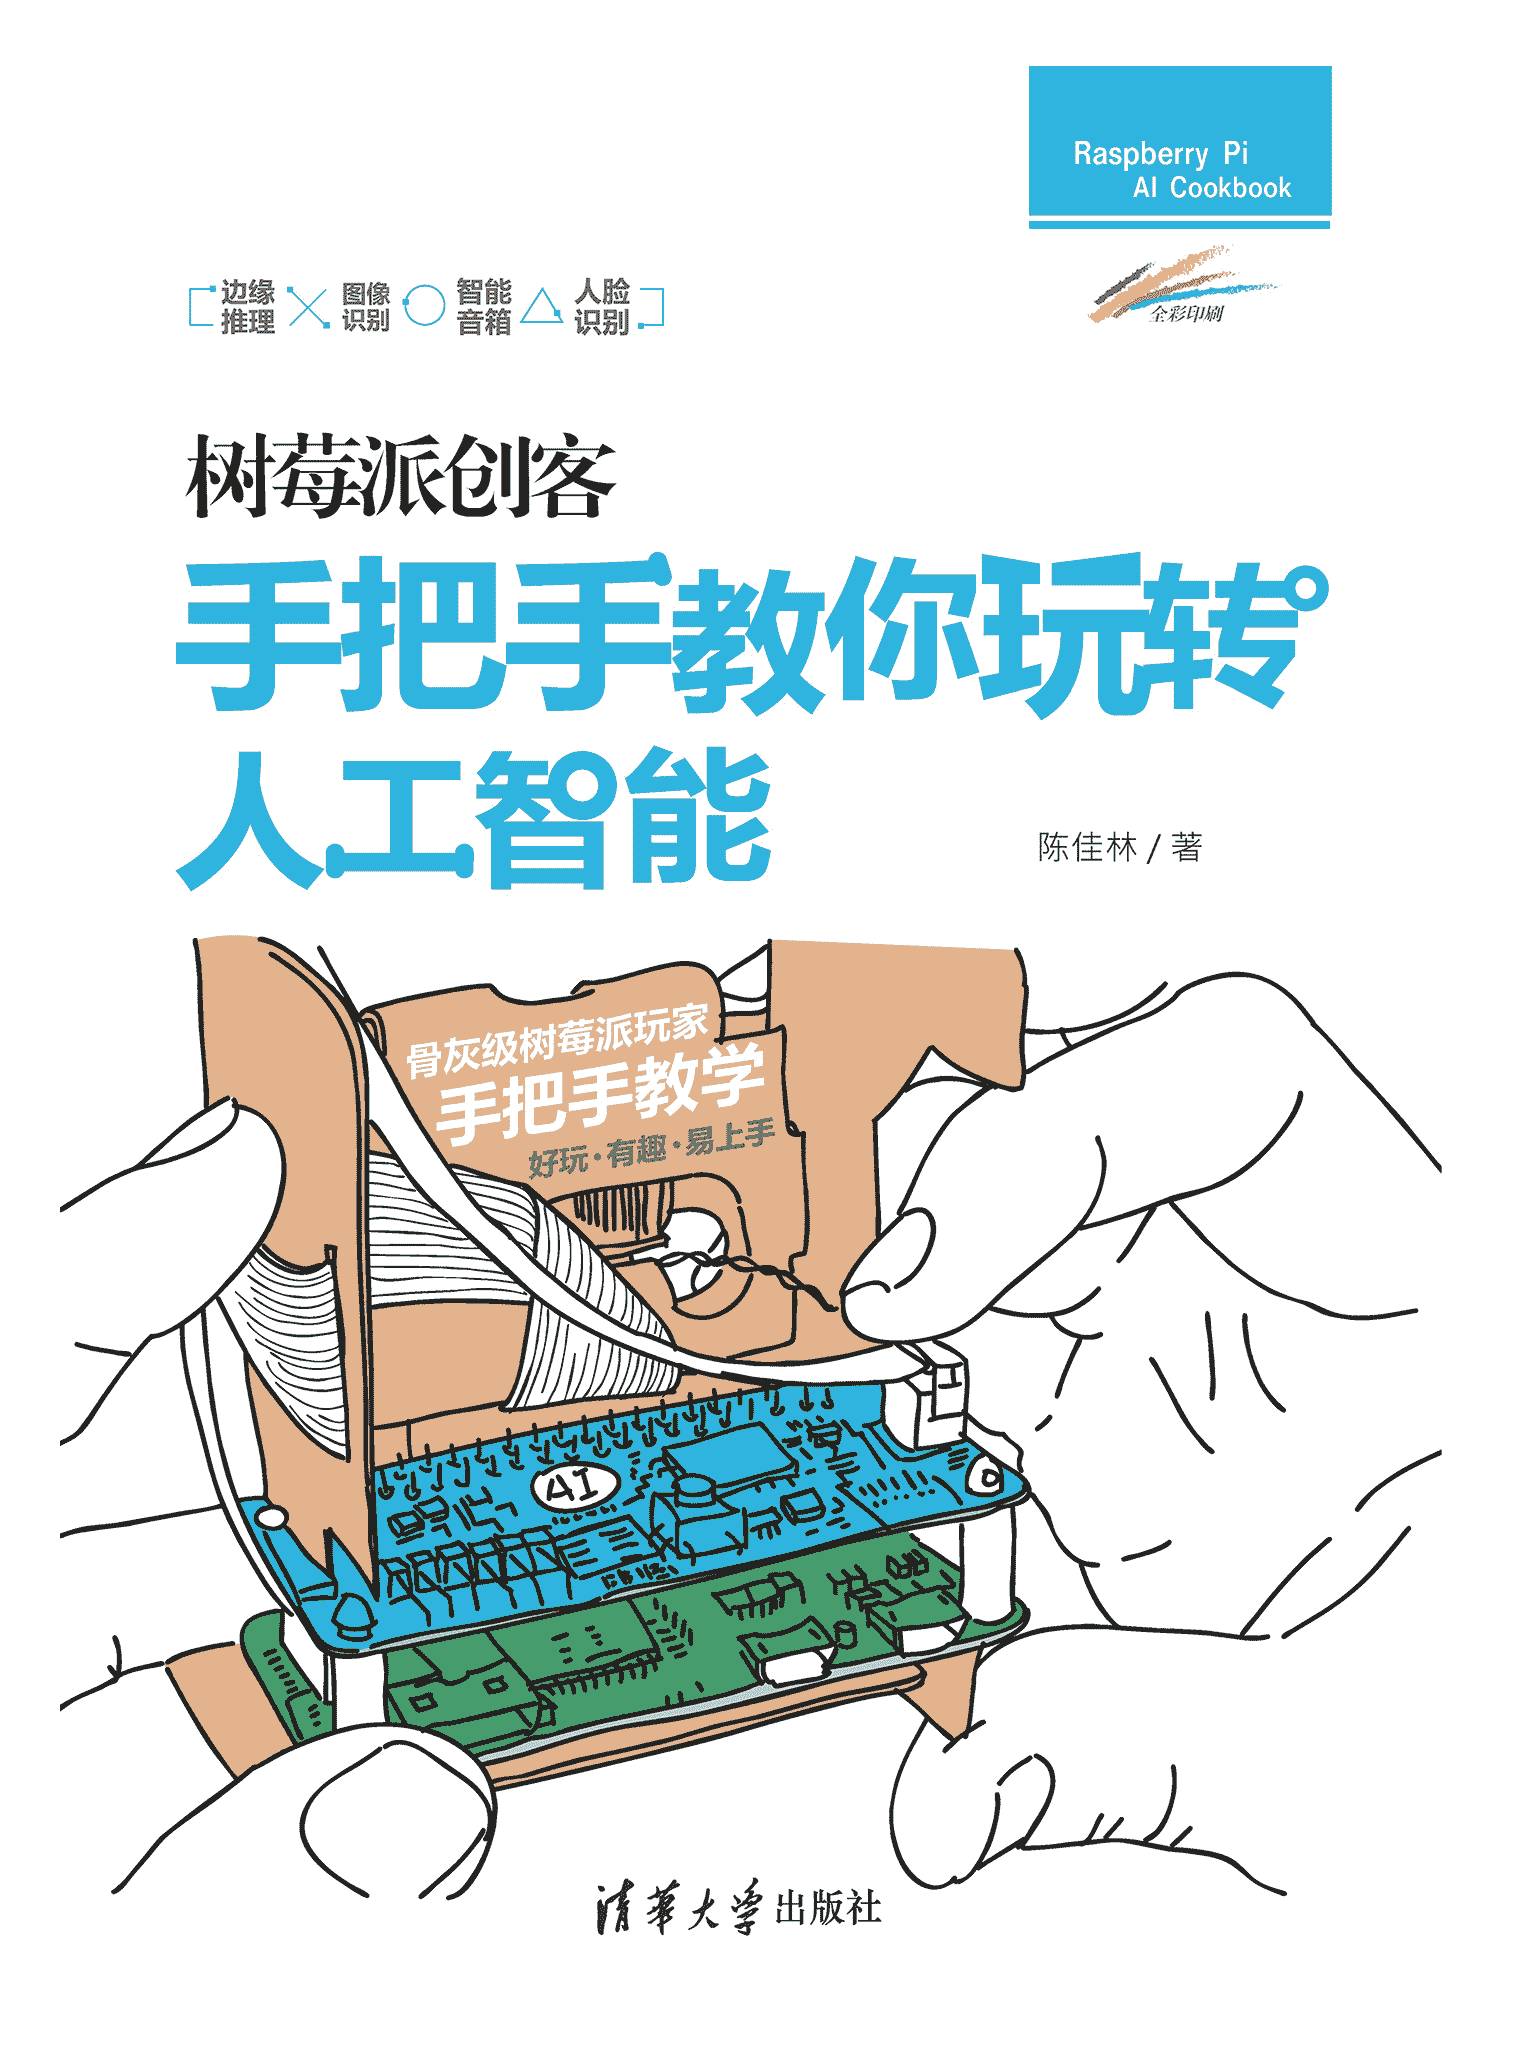 Raspberry Pi
AI Cookbook
全彩印刷
边缘
推理
图像
识别
智能
音箱
人脸
识别
树莓派创客
手把手教你玩转
人工智能
陈佳林 / 著
骨灰级树莓派玩家
手把手教学
好玩·有趣·易上手
AI
清華大学出版社